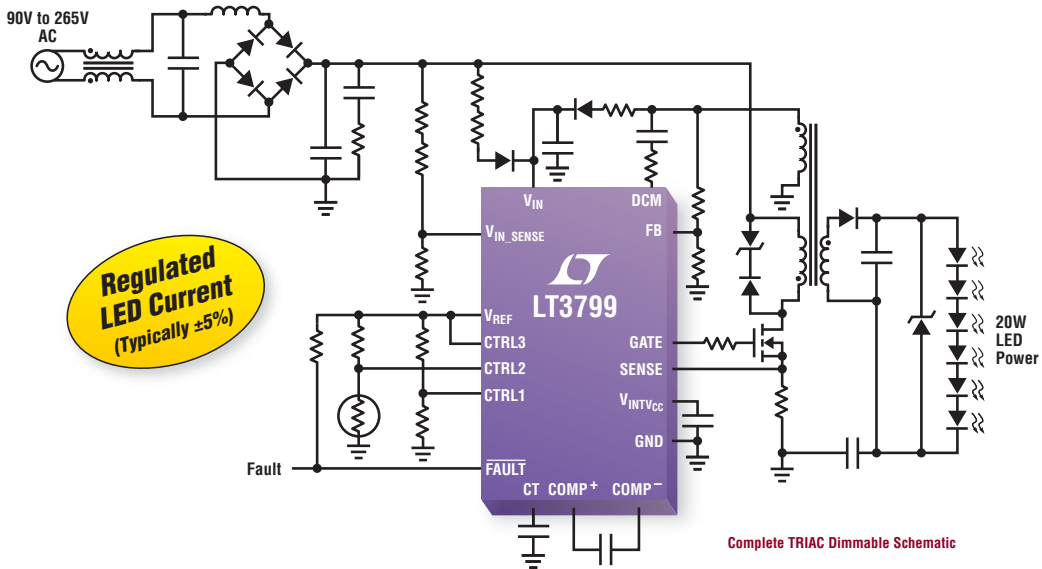 90V to 265V
AC
Regulated
LED Current
(Typically ±5%)
VIN
DCM
VIN_SENSE
FB
LT3799
VREF
CTRL3
CTRL2
CTRL1
GATE
SENSE
VINTVCC
GND
Fault
FAULT
CT COMP+ COMP–
20W
LED
Power
Complete TRIAC Dimmable Schematic